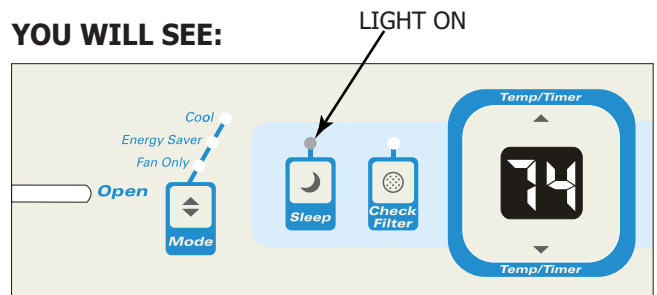 YOU WILL SEE:
LIGHT ON
Cool
Energy Saver
Fan Only
Open
Mode
Sleep
Check
Filter
Temp/Timer
74
Temp/Timer